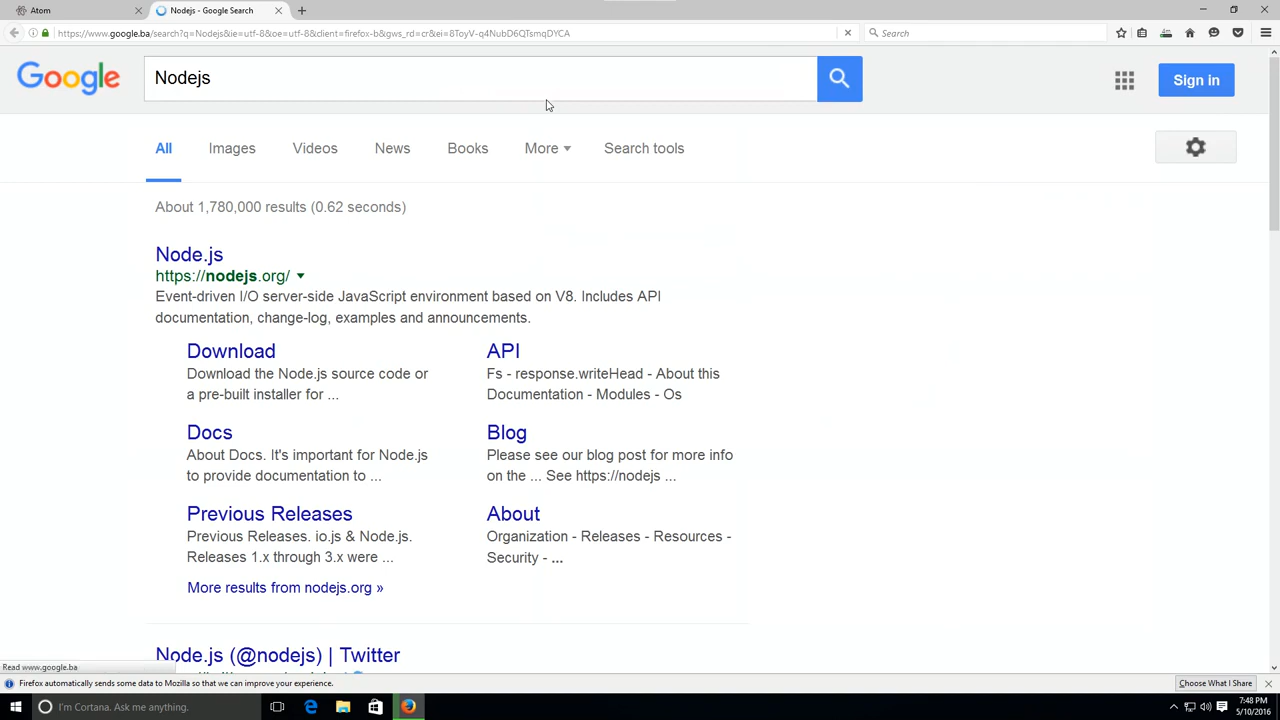 Atom
Nodejs - Google Search
https://www.google.ba/search?q=Nodejs&ie=utf-8&oe=utf-8&client=firefox-b&gws_rd=cr&ei=8ToyV-q4NubD6QTsmqDYCA
Search
Google
Nodejs
Sign in
All
Images
Videos
News
Books
More
Search tools
About 1,780,000 results (0.62 seconds)
Node.js
https://nodejs.org/
Event-driven I/O server-side JavaScript environment based on V8. Includes API
documentation, change-log, examples and announcements.
Download
Download the Node.js source code or
a pre-built installer for ...
API
Fs - response.writeHead - About this
Documentation - Modules - Os
Docs
About Docs. It's important for Node.js
to provide documentation to ...
Blog
Please see our blog post for more info
on the ... See https://nodejs ...
Previous Releases
Previous Releases. io.js & Node.js.
Releases 1.x through 3.x were ...
About
Organization - Releases - Resources -
Security - ...
More results from nodejs.org »
Node.js (@nodejs) | Twitter
Read www.google.ba
Firefox automatically sends some data to Mozilla so that we can improve your experience.
Choose What I Share
I'm Cortana. Ask me anything.
7:48 PM
5/10/2016